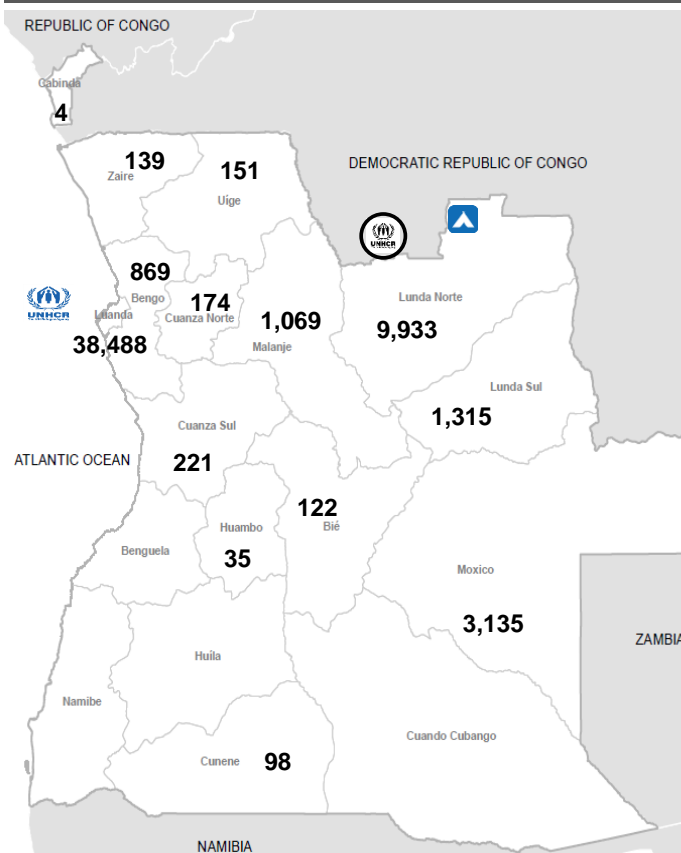 REPUBLIC OF CONGO
Cabinda
4
139
Zaire
151
Uíge
DEMOCRATIC REPUBLIC OF CONGO
UNHCR
869
Bengo
174
Cuanza Norte
Lunda Norte
9,933
UNHCR
Luanda
38,488
1,069
Malanje
Lunda Sul
1,315
Cuanza Sul
221
ATLANTIC OCEAN
122
Bié
Huambo
35
Benguela
Moxico
3,135
ZAMBIA
Huila
Namibe
Cuando Cubango
Cunene
98
NAMIBIA